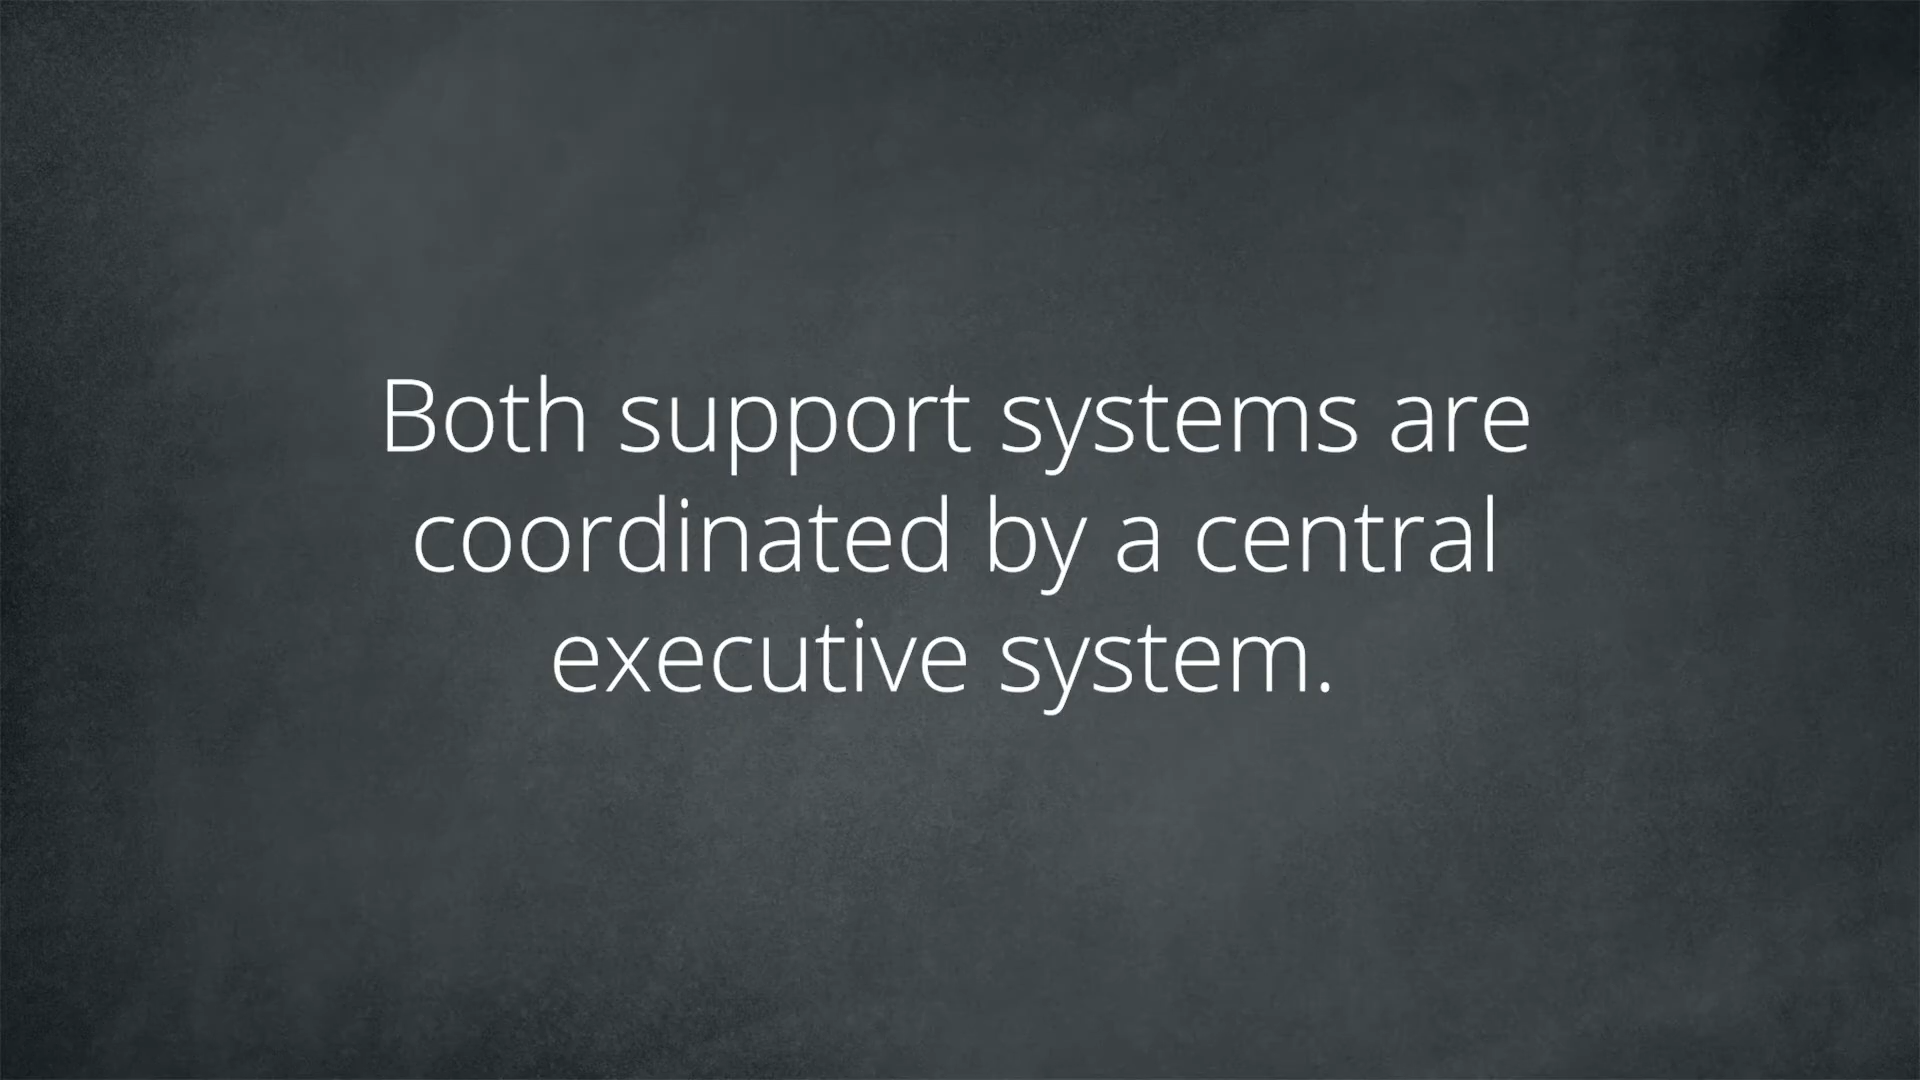 Both support systems are
coordinated by a central
executive system.